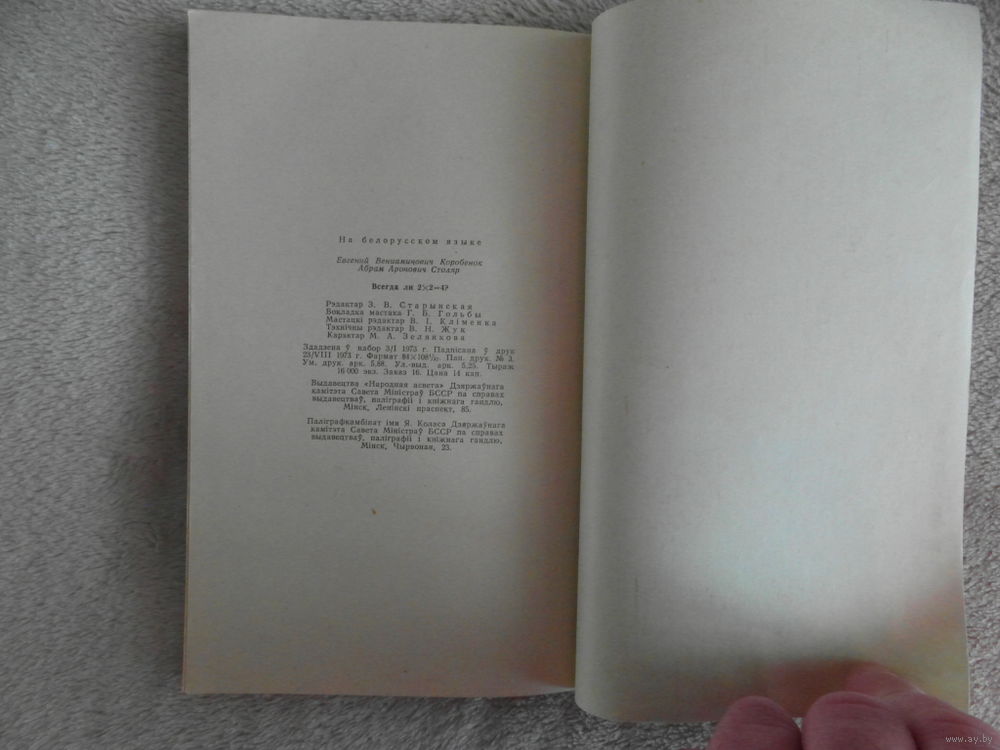 На белорусском языке
Евгений Вениаминович Коробенок
Абрам Аронович Столяр
Всегда ли 2×2=4?
Рэдактар З. В. Старынская
Вокладка мастака Г. Б. Гольбы
Мастацкі рэдактар В. І. Кліменка
Тэхнічны рэдактар В. Н. Жук
Карэктар М. А. Зелякова
Здадзена ў набор 3/I 1973 г. Падпісана ў друк
23/VIII 1973 г. Фармат 84×108¹/₃₂. Пап. друк. № 3.
Ум. друк. арк. 5,88. Ул.-выд. арк. 5,25. Тыраж
16 000 экз. Заказ 16. Цана 14 кап.
Выдавецтва «Народная асвета» Дзяржаўнага
камітэта Савета Міністраў БССР па справах
выдавецтваў, паліграфіі і кніжнага гандлю,
Мінск, Ленінскі праспект, 85.
Паліграфкамбінат імя Я. Коласа Дзяржаўнага
камітэта Савета Міністраў БССР па справах
выдавецтваў, паліграфіі і кніжнага гандлю,
Мінск, Чырвоная, 23.
www.ay.by